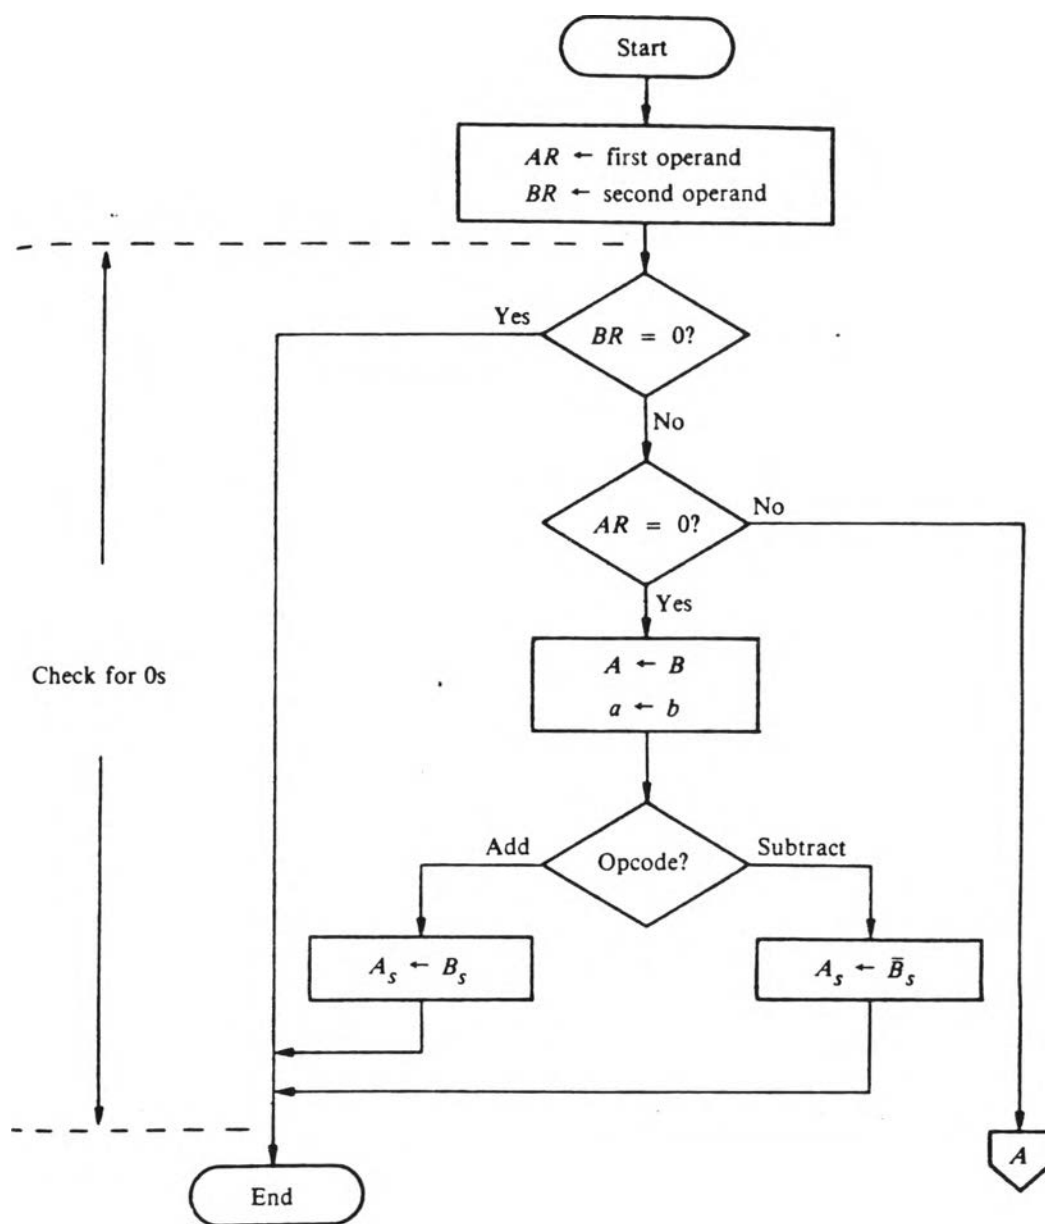 Start
AR ← first operand
BR ← second operand
Yes
BR = 0?
No
AR = 0?
No
Yes
A ← B
a ← b
Check for 0s
Add
Opcode?
Subtract
A_s ← B_s
A_s ← B̅_s
A
End